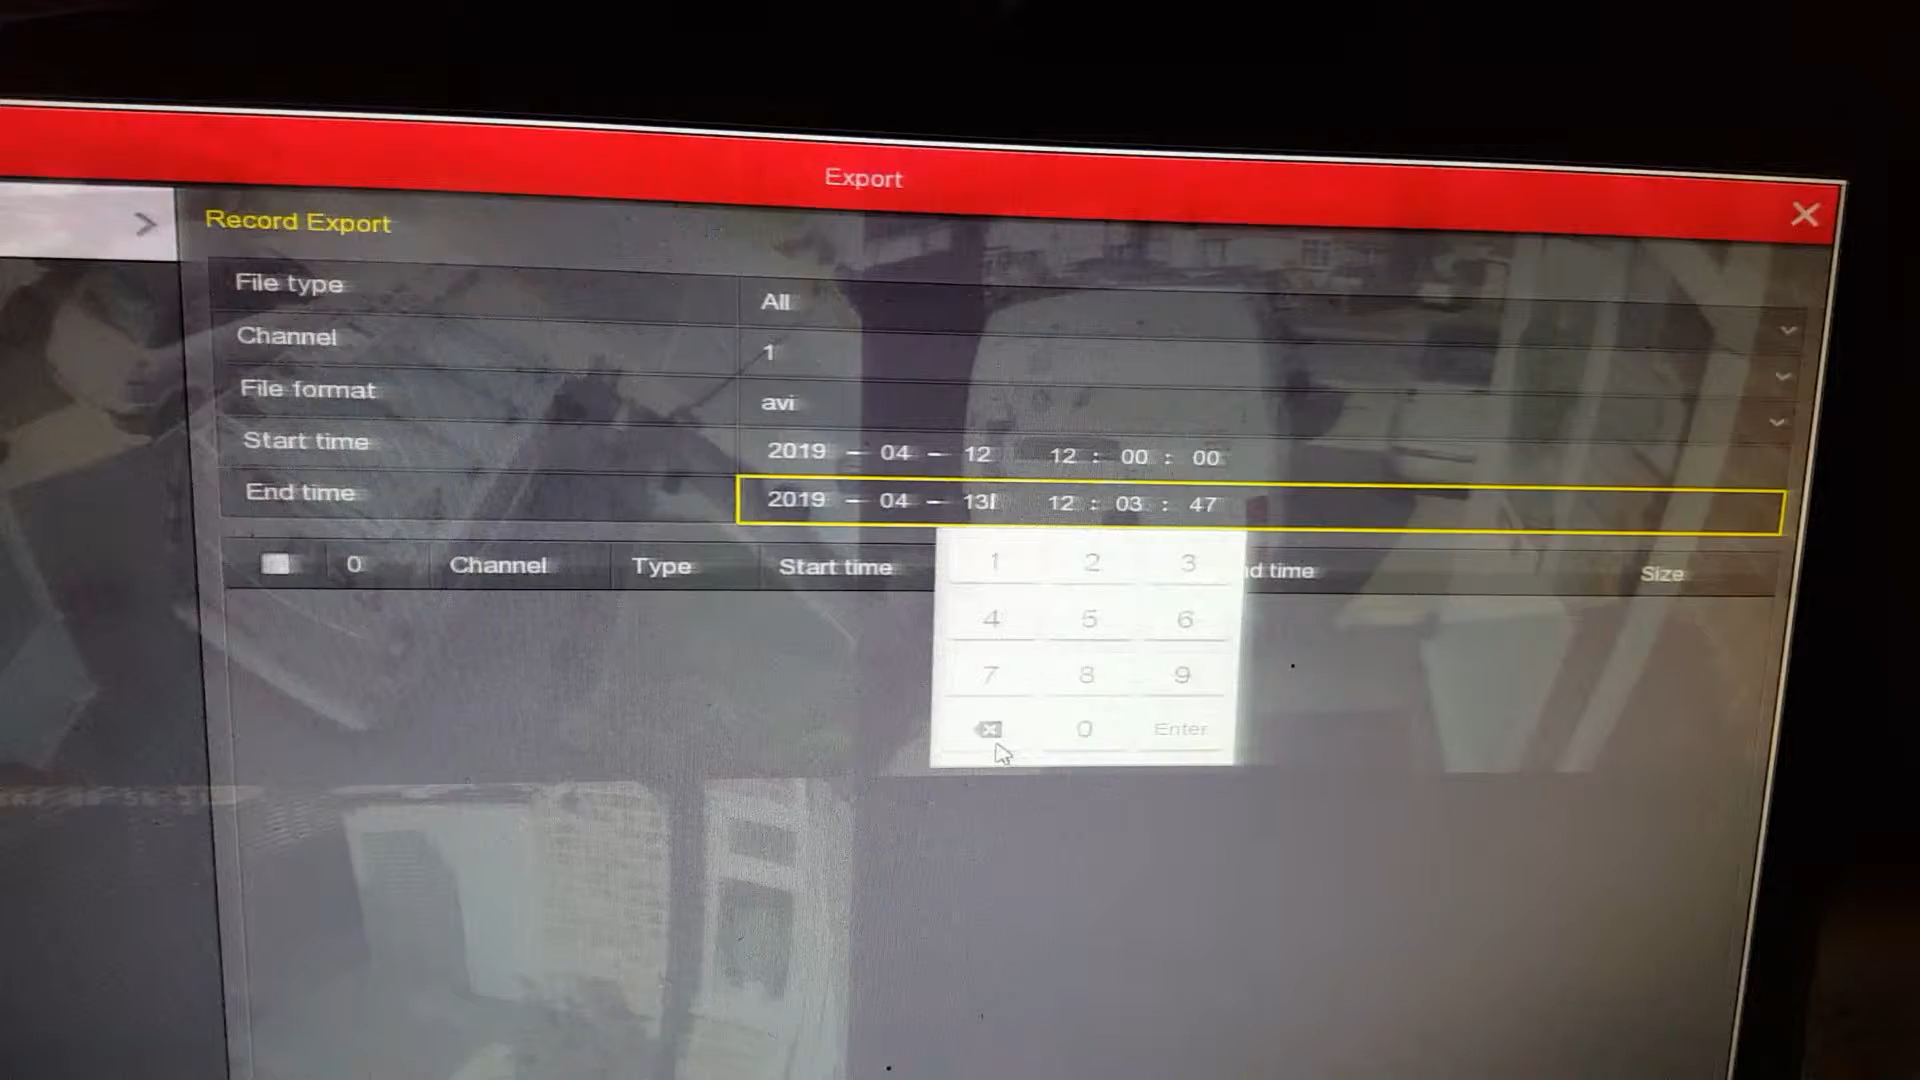 Export
Record Export
File type All
Channel 1
File format avi
Start time 2019 – 04 – 12 12 : 00 : 00
End time 2019 – 04 – 13 12 : 03 : 47
0 Channel Type Start time d time Size
1 2 3
4 5 6
7 8 9
0 Enter